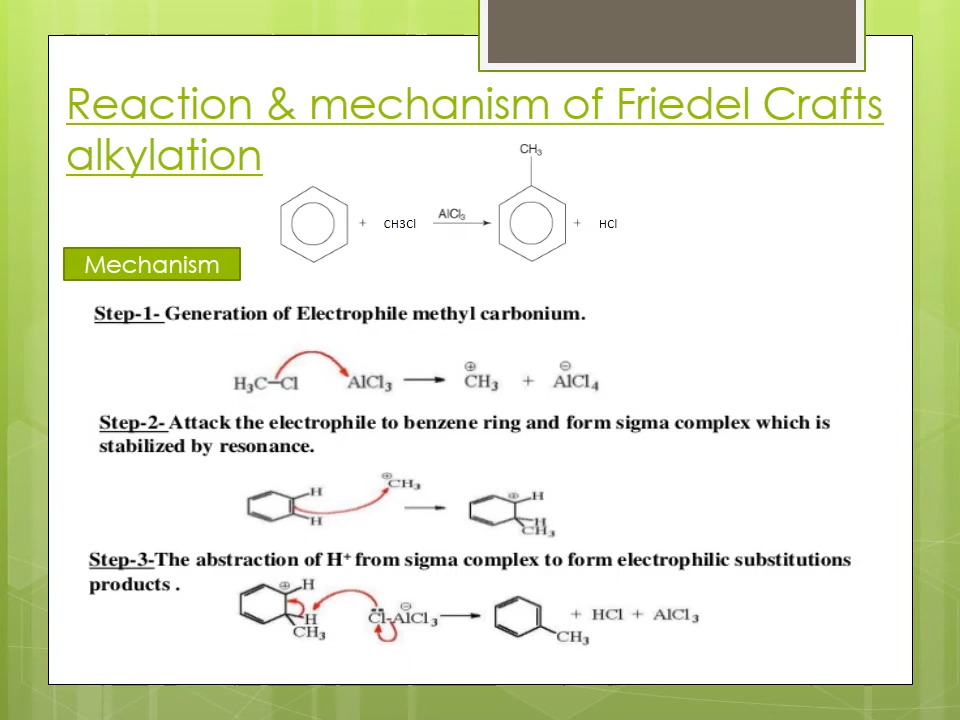 Reaction & mechanism of Friedel Crafts
alkylation
CH₃
+ CH3Cl AlCl₃ + HCl
Mechanism
Step-1- Generation of Electrophile methyl carbonium.
H₃C-Cl AlCl₃ ⊕CH₃ + ⊖AlCl₄
Step-2- Attack the electrophile to benzene ring and form sigma complex which is
stabilized by resonance.
H H ⊕CH₃ ⊕ H H CH₃
Step-3-The abstraction of H⁺ from sigma complex to form electrophilic substitutions
products .
⊕ H H CH₃ Cl-AlCl₃ ⊖ CH₃ + HCl + AlCl₃